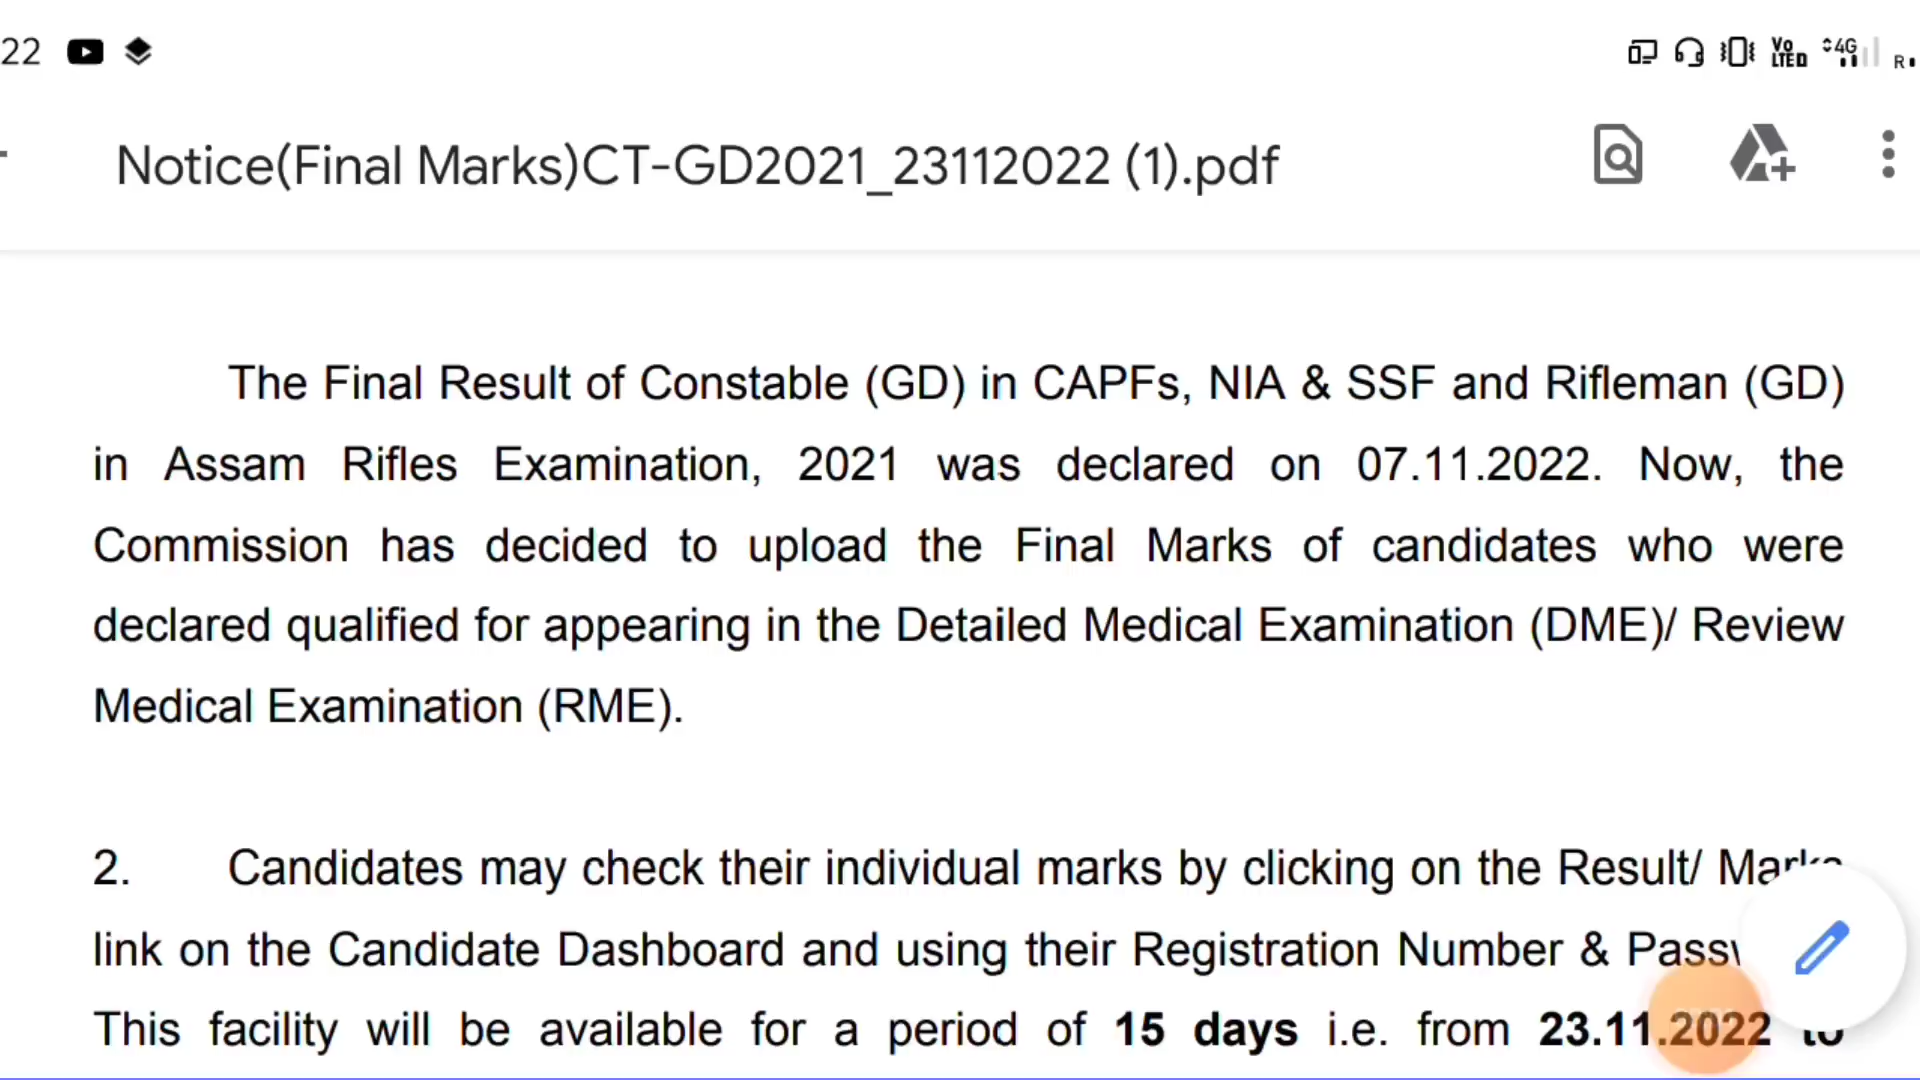 22
Vo LTE D 4G R
Notice(Final Marks)CT-GD2021_23112022 (1).pdf
The Final Result of Constable (GD) in CAPFs, NIA & SSF and Rifleman (GD)
in Assam Rifles Examination, 2021 was declared on 07.11.2022. Now, the
Commission has decided to upload the Final Marks of candidates who were
declared qualified for appearing in the Detailed Medical Examination (DME)/ Review
Medical Examination (RME).
2. Candidates may check their individual marks by clicking on the Result/ Marks
link on the Candidate Dashboard and using their Registration Number &
This facility will be available for a period of 15 days i.e. from 23.11.2022 to